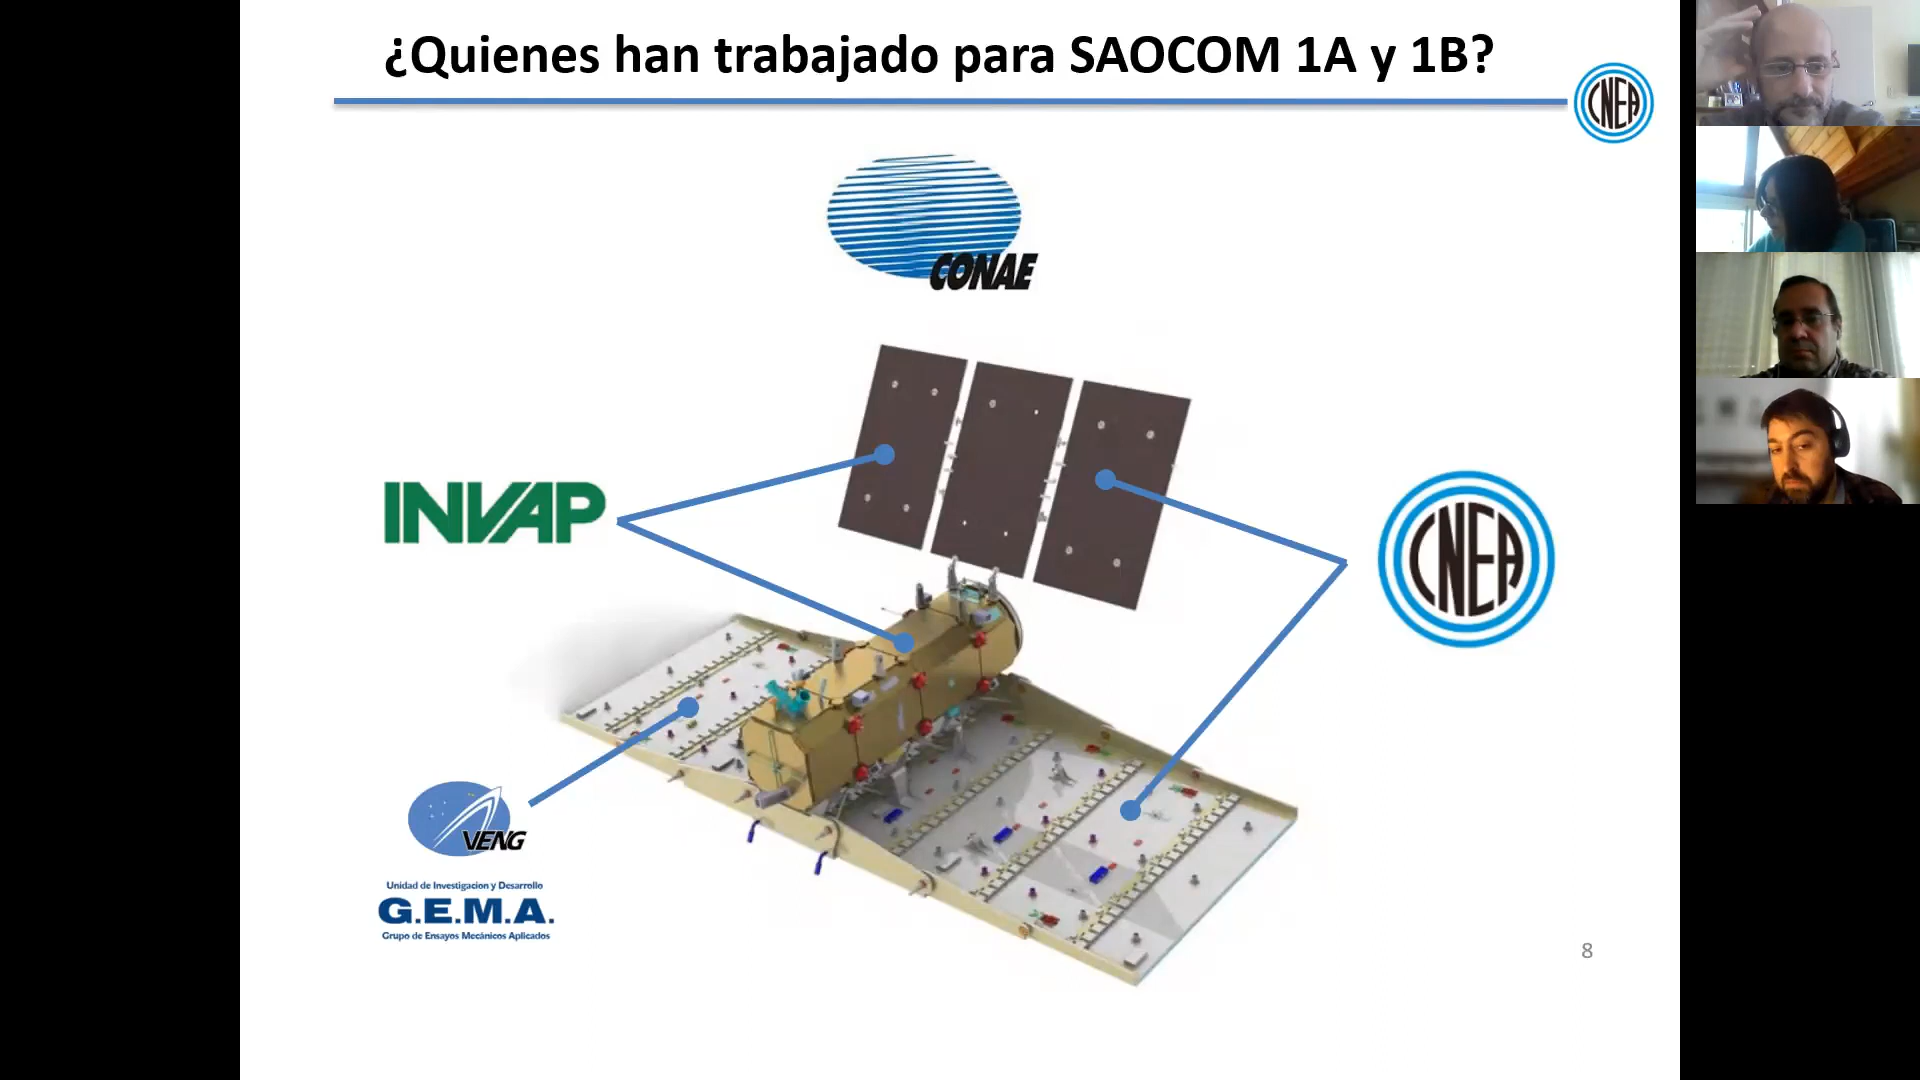 ¿Quienes han trabajado para SAOCOM 1A y 1B?
CNEA
CONAE
INVAP
CNEA
VENG
Unidad de Investigacion y Desarrollo
G.E.M.A.
Grupo de Ensayos Mecánicos Aplicados
8